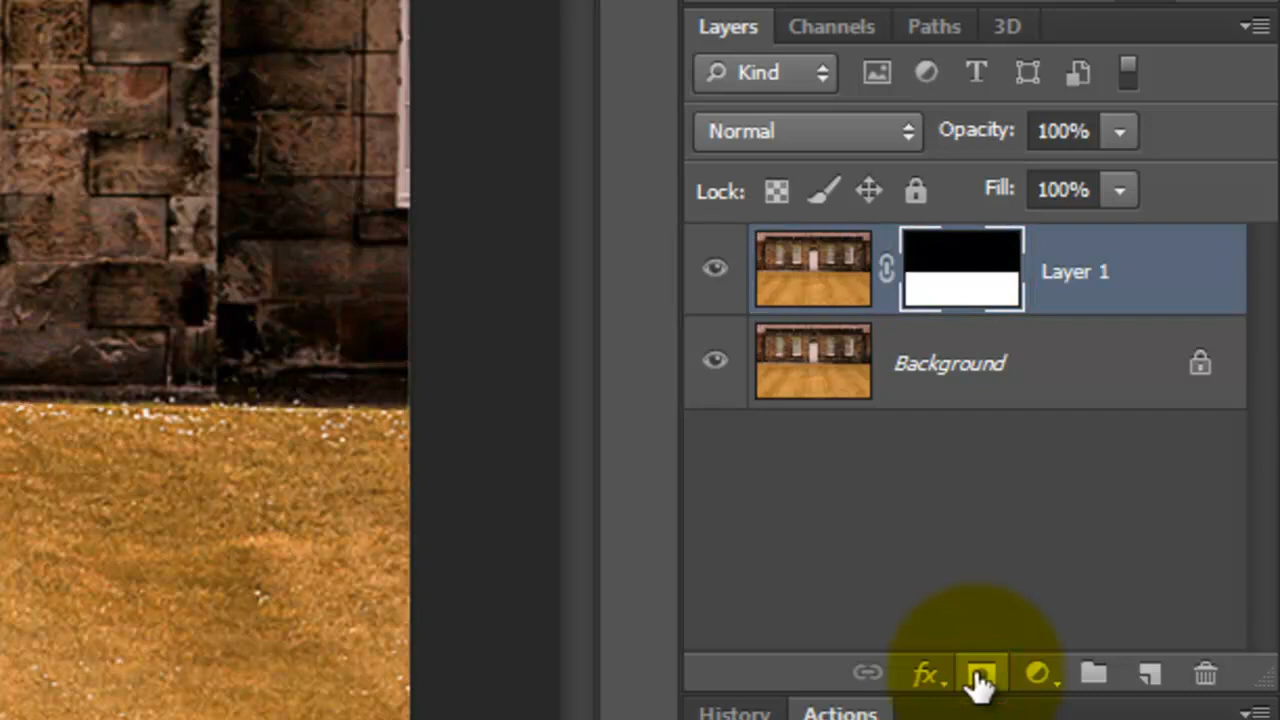 Layers Channels Paths 3D
Kind T
Normal Opacity: 100%
Lock: Fill: 100%
Layer 1
Background
fx
History Actions